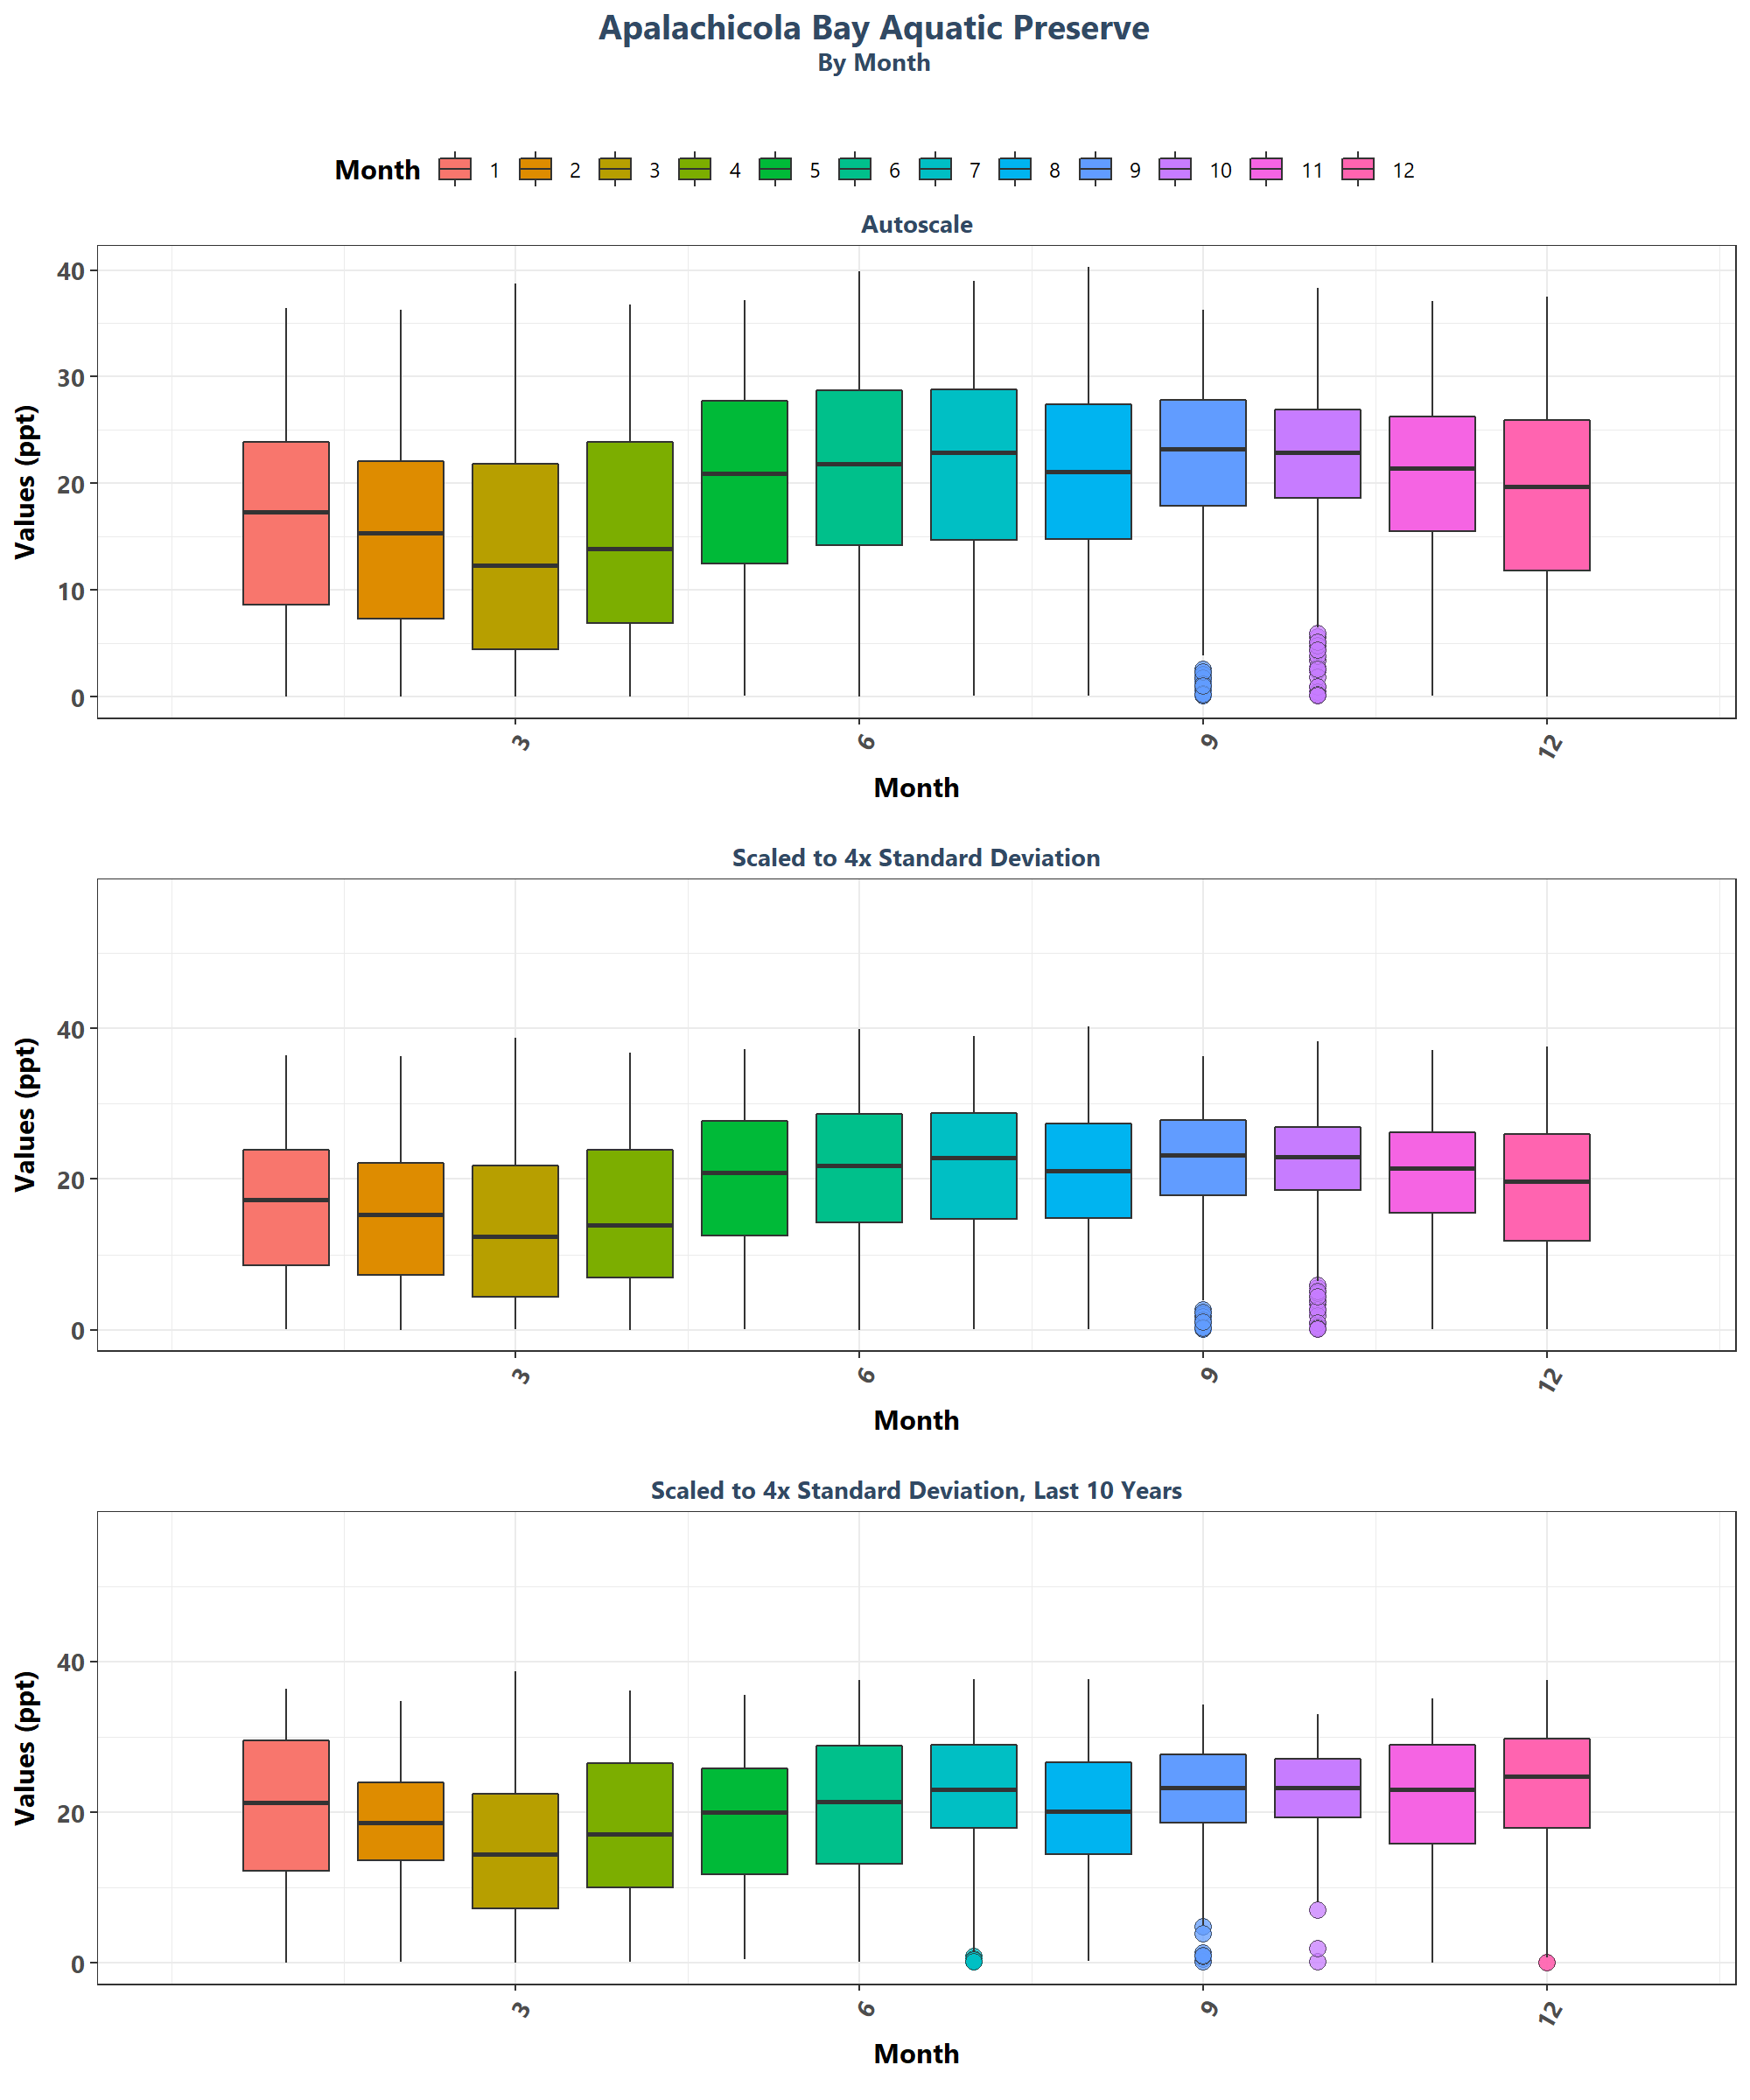 Apalachicola Bay Aquatic Preserve
By Month
Month 1 2 3 4 5 6 7 8 9 10 11 12
Autoscale
Values (ppt)
40
30
20
10
0
3 6 9 12
Month
Scaled to 4x Standard Deviation
Values (ppt)
40
20
0
3 6 9 12
Month
Scaled to 4x Standard Deviation, Last 10 Years
Values (ppt)
40
20
0
3 6 9 12
Month